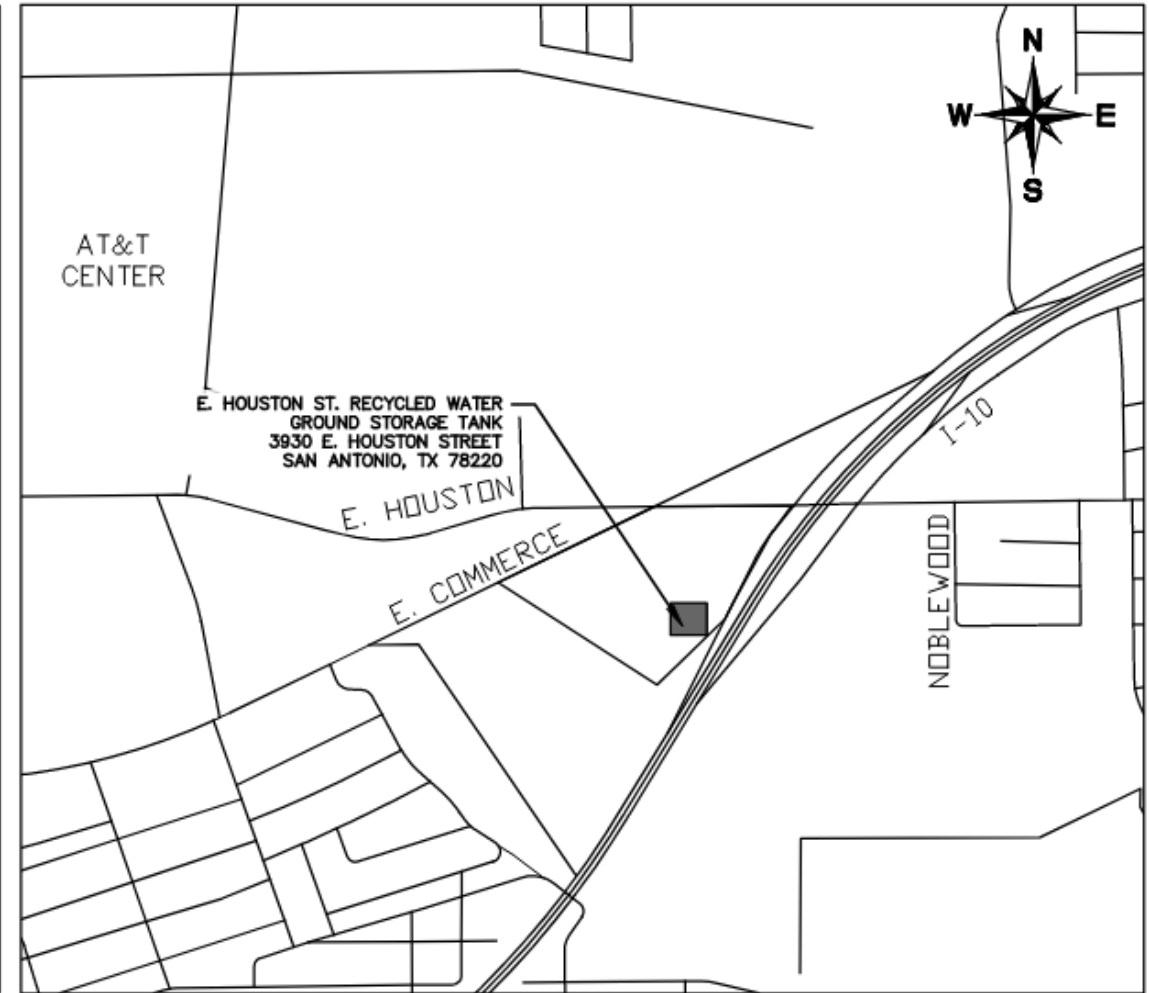 N
W E
S
AT&T
CENTER
E. HOUSTON ST. RECYCLED WATER
GROUND STORAGE TANK
3930 E. HOUSTON STREET
SAN ANTONIO, TX 78220
I-10
E. HOUSTON
E. COMMERCE
NOBLEWOOD